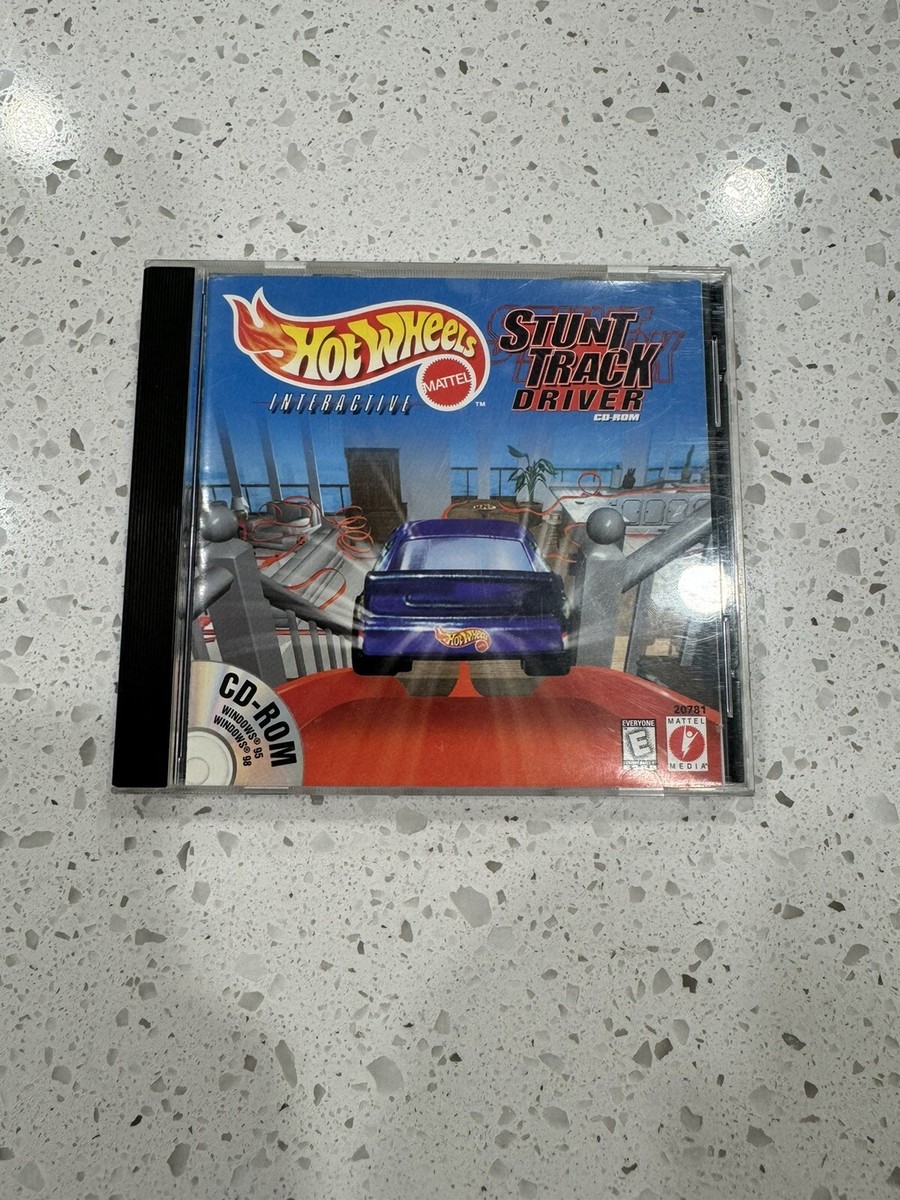 Hot Wheels
MATTEL
INTERACTIVE
TM
STUNT
TRACK
DRIVER
CD-ROM
Hot Wheels
CD-ROM
WINDOWS® 95
WINDOWS® 98
EVERYONE
E
20781
MATTEL
MEDIA